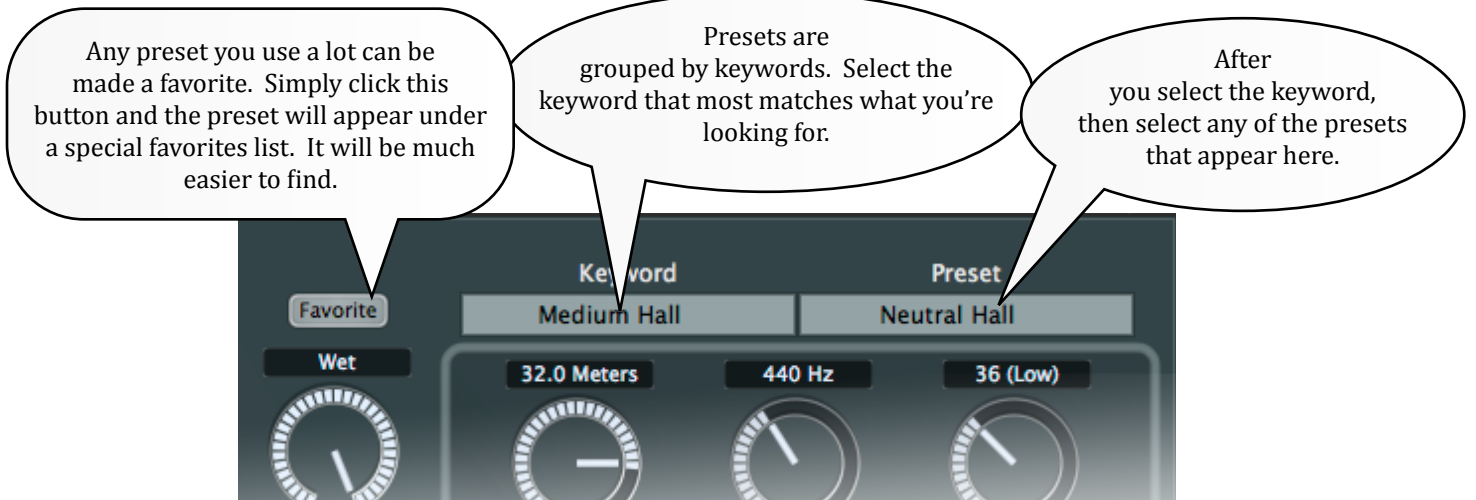 Any preset you use a lot can be
made a favorite. Simply click this
button and the preset will appear under
a special favorites list. It will be much
easier to find.
Presets are
grouped by keywords. Select the
keyword that most matches what you're
looking for.
After
you select the keyword,
then select any of the presets
that appear here.
Keyword
Preset
Favorite
Medium Hall
Neutral Hall
Wet
32.0 Meters
440 Hz
36 (Low)